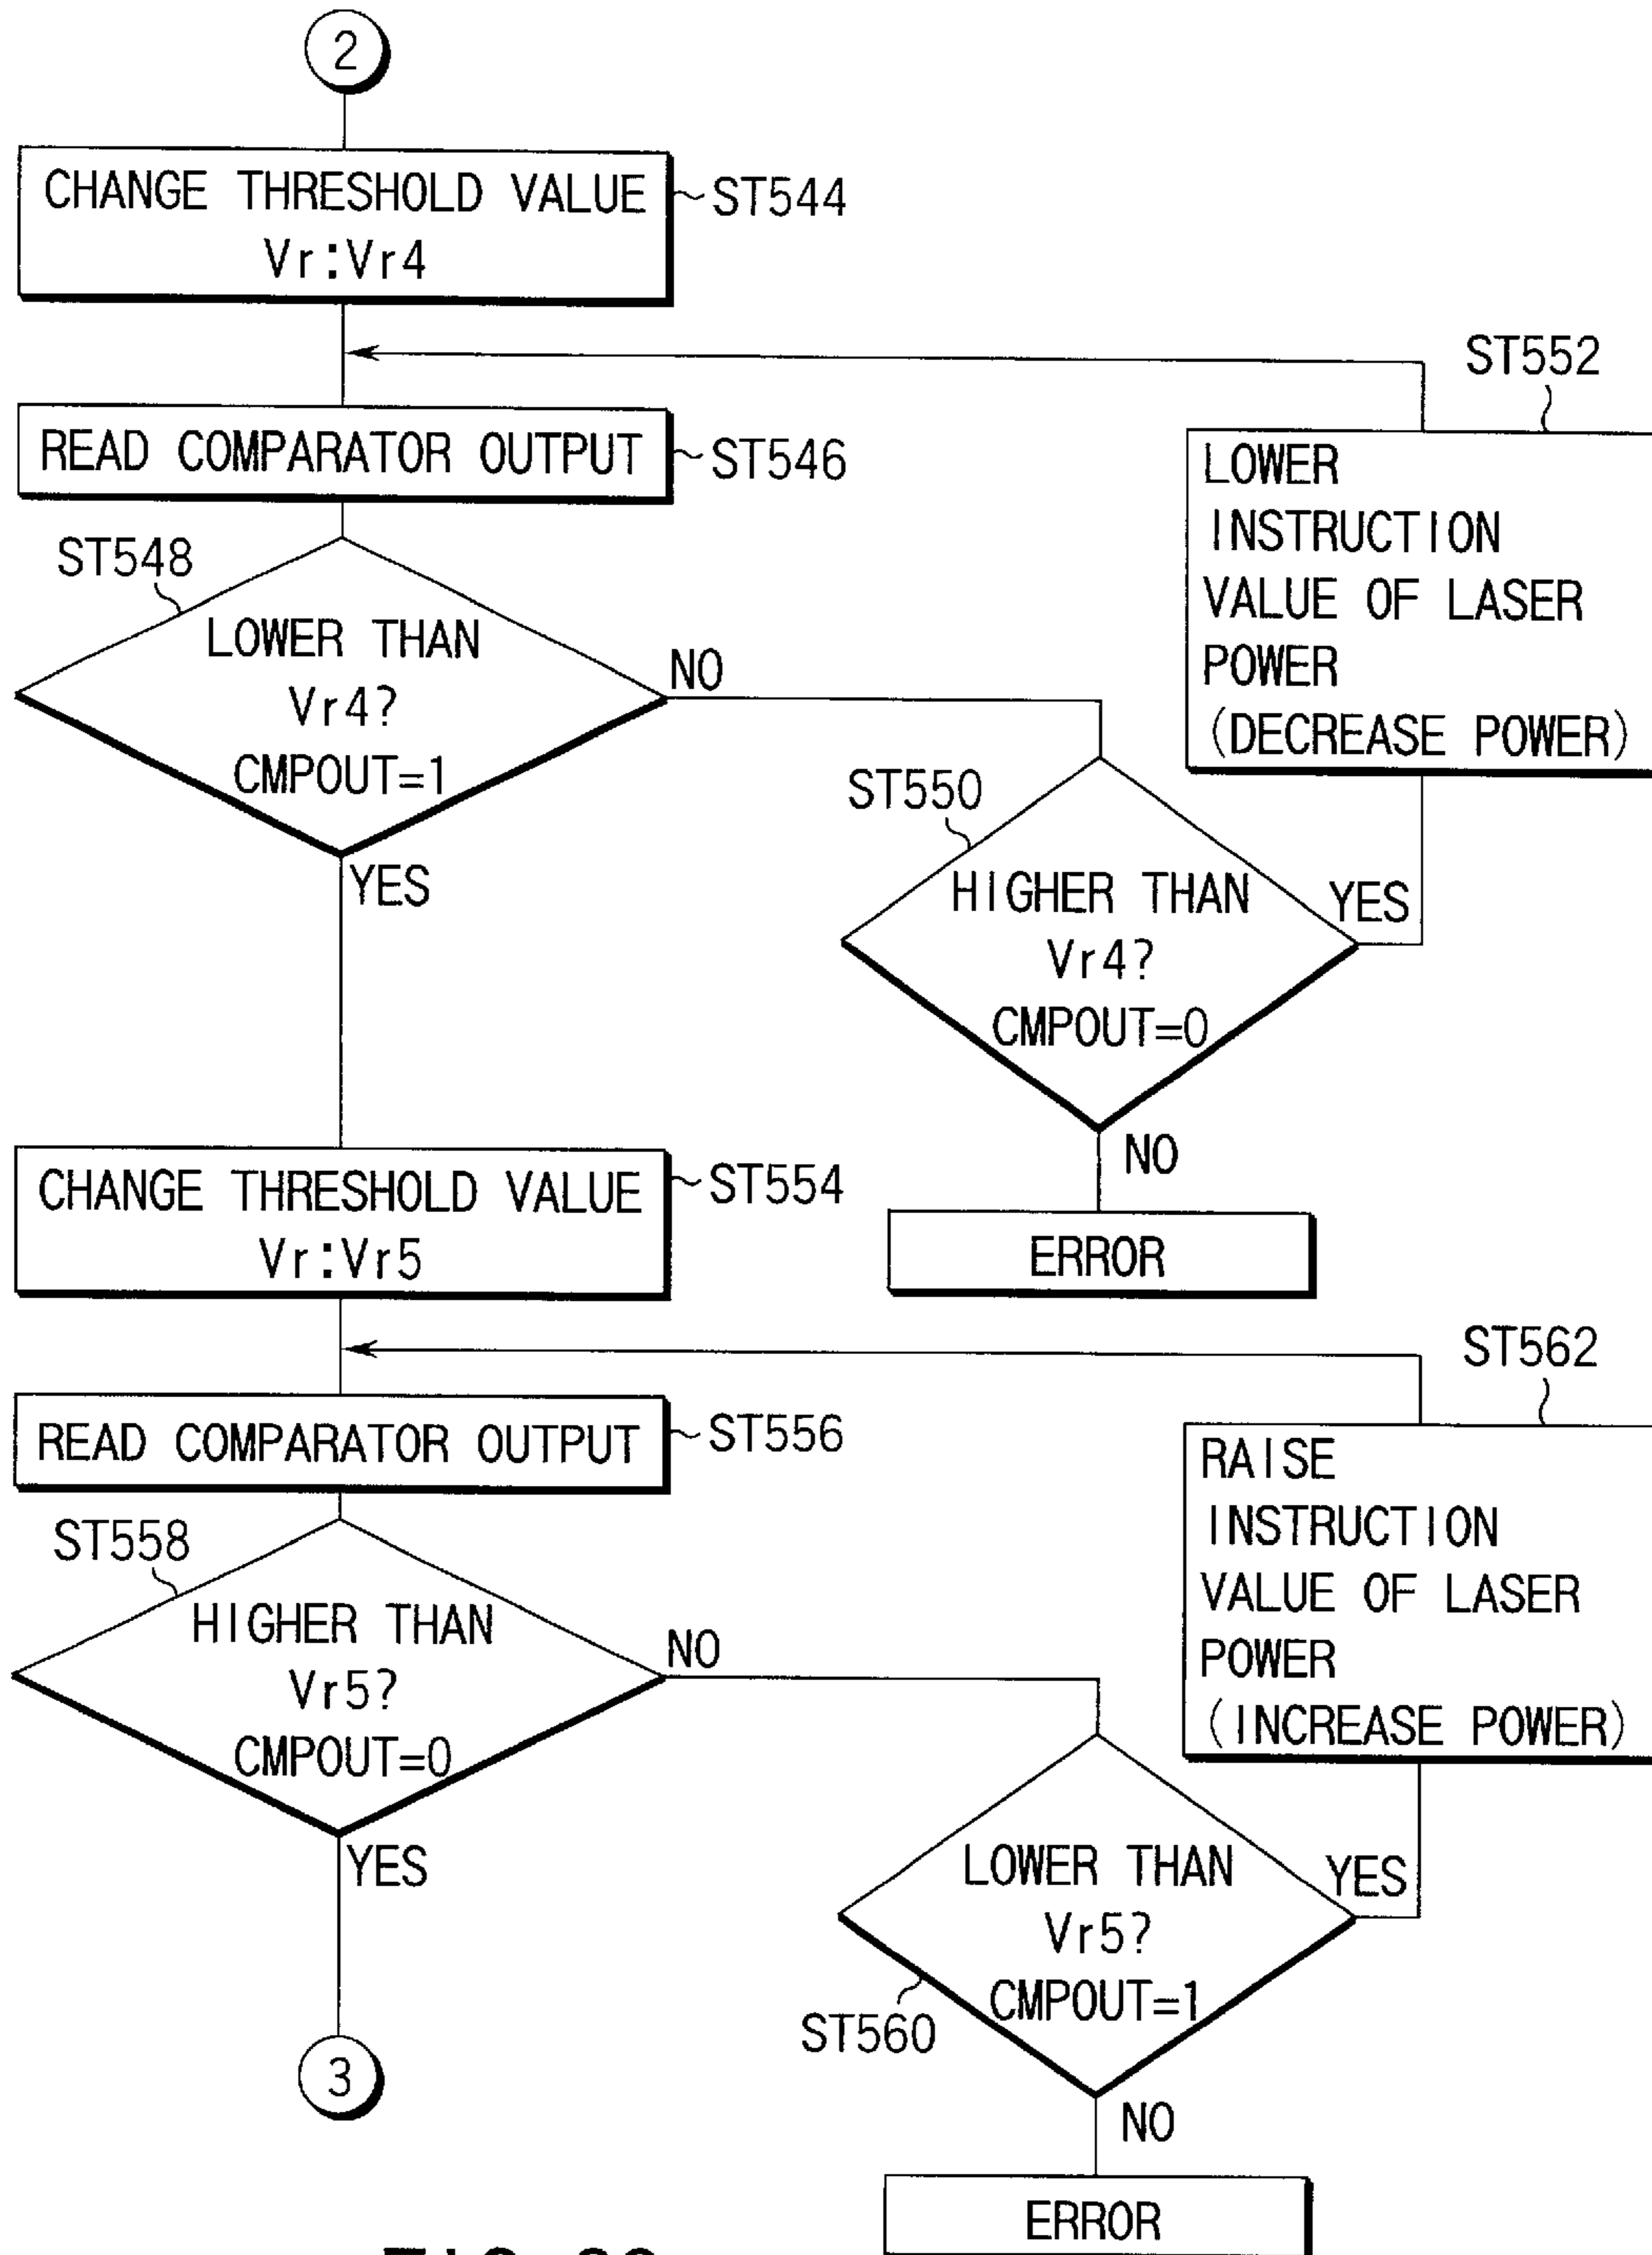 2
CHANGE THRESHOLD VALUE
Vr:Vr4
ST544
ST552
READ COMPARATOR OUTPUT
ST546
LOWER
INSTRUCTION
VALUE OF LASER
POWER
(DECREASE POWER)
ST548
LOWER THAN
Vr4?
CMPOUT=1
NO
YES
ST550
HIGHER THAN
Vr4?
CMPOUT=0
YES
NO
ERROR
CHANGE THRESHOLD VALUE
Vr:Vr5
ST554
ST562
READ COMPARATOR OUTPUT
ST556
RAISE
INSTRUCTION
VALUE OF LASER
POWER
(INCREASE POWER)
ST558
HIGHER THAN
Vr5?
CMPOUT=0
NO
YES
LOWER THAN
Vr5?
CMPOUT=1
YES
ST560
NO
3
ERROR